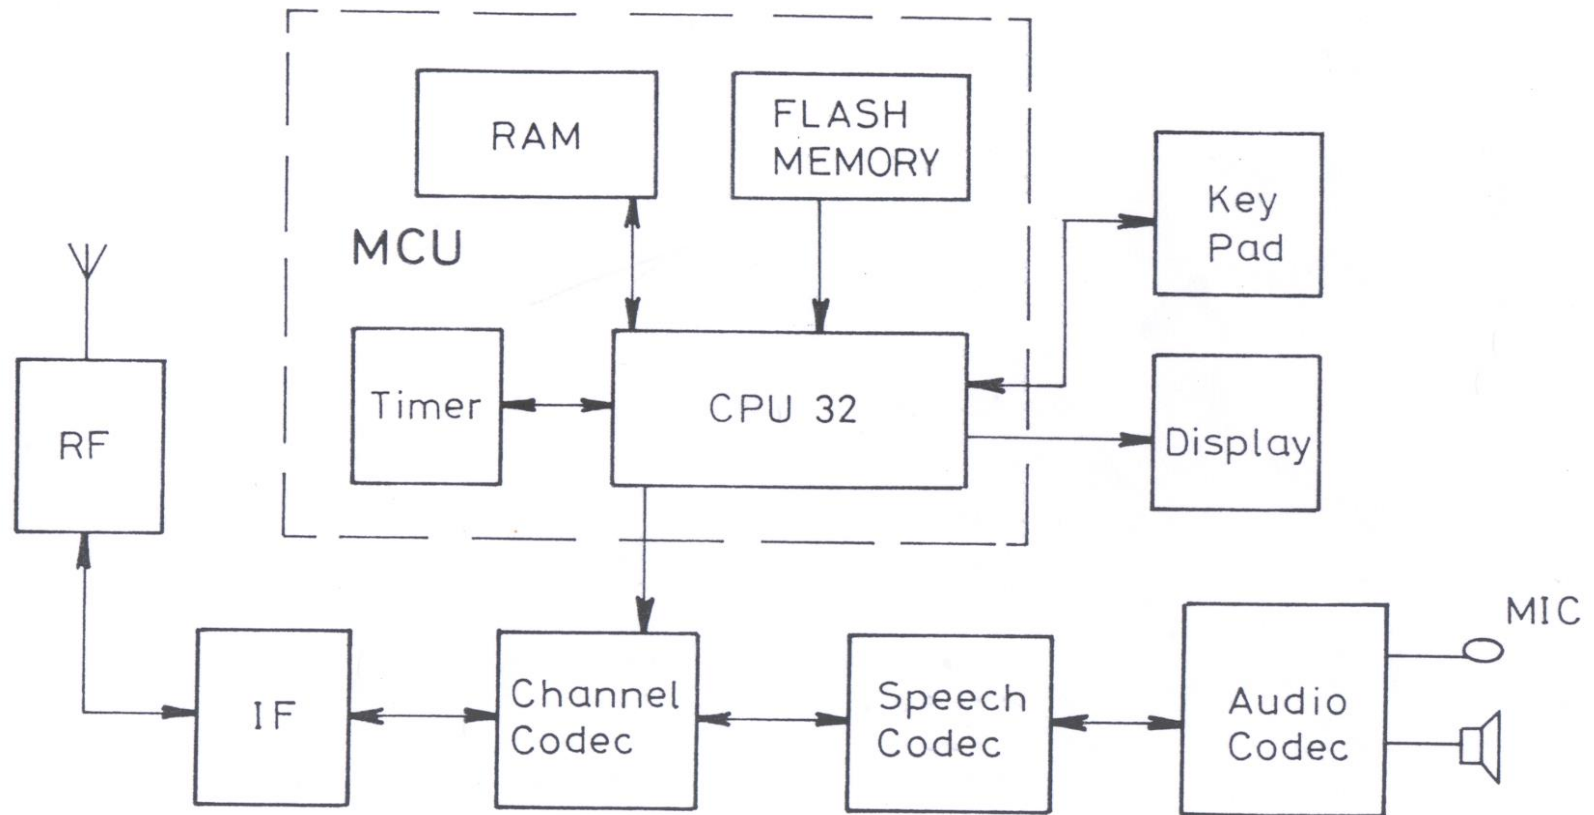 RAM
FLASH
MEMORY
MCU
Key
Pad
Timer
CPU 32
Display
RF
MIC
IF
Channel
Codec
Speech
Codec
Audio
Codec